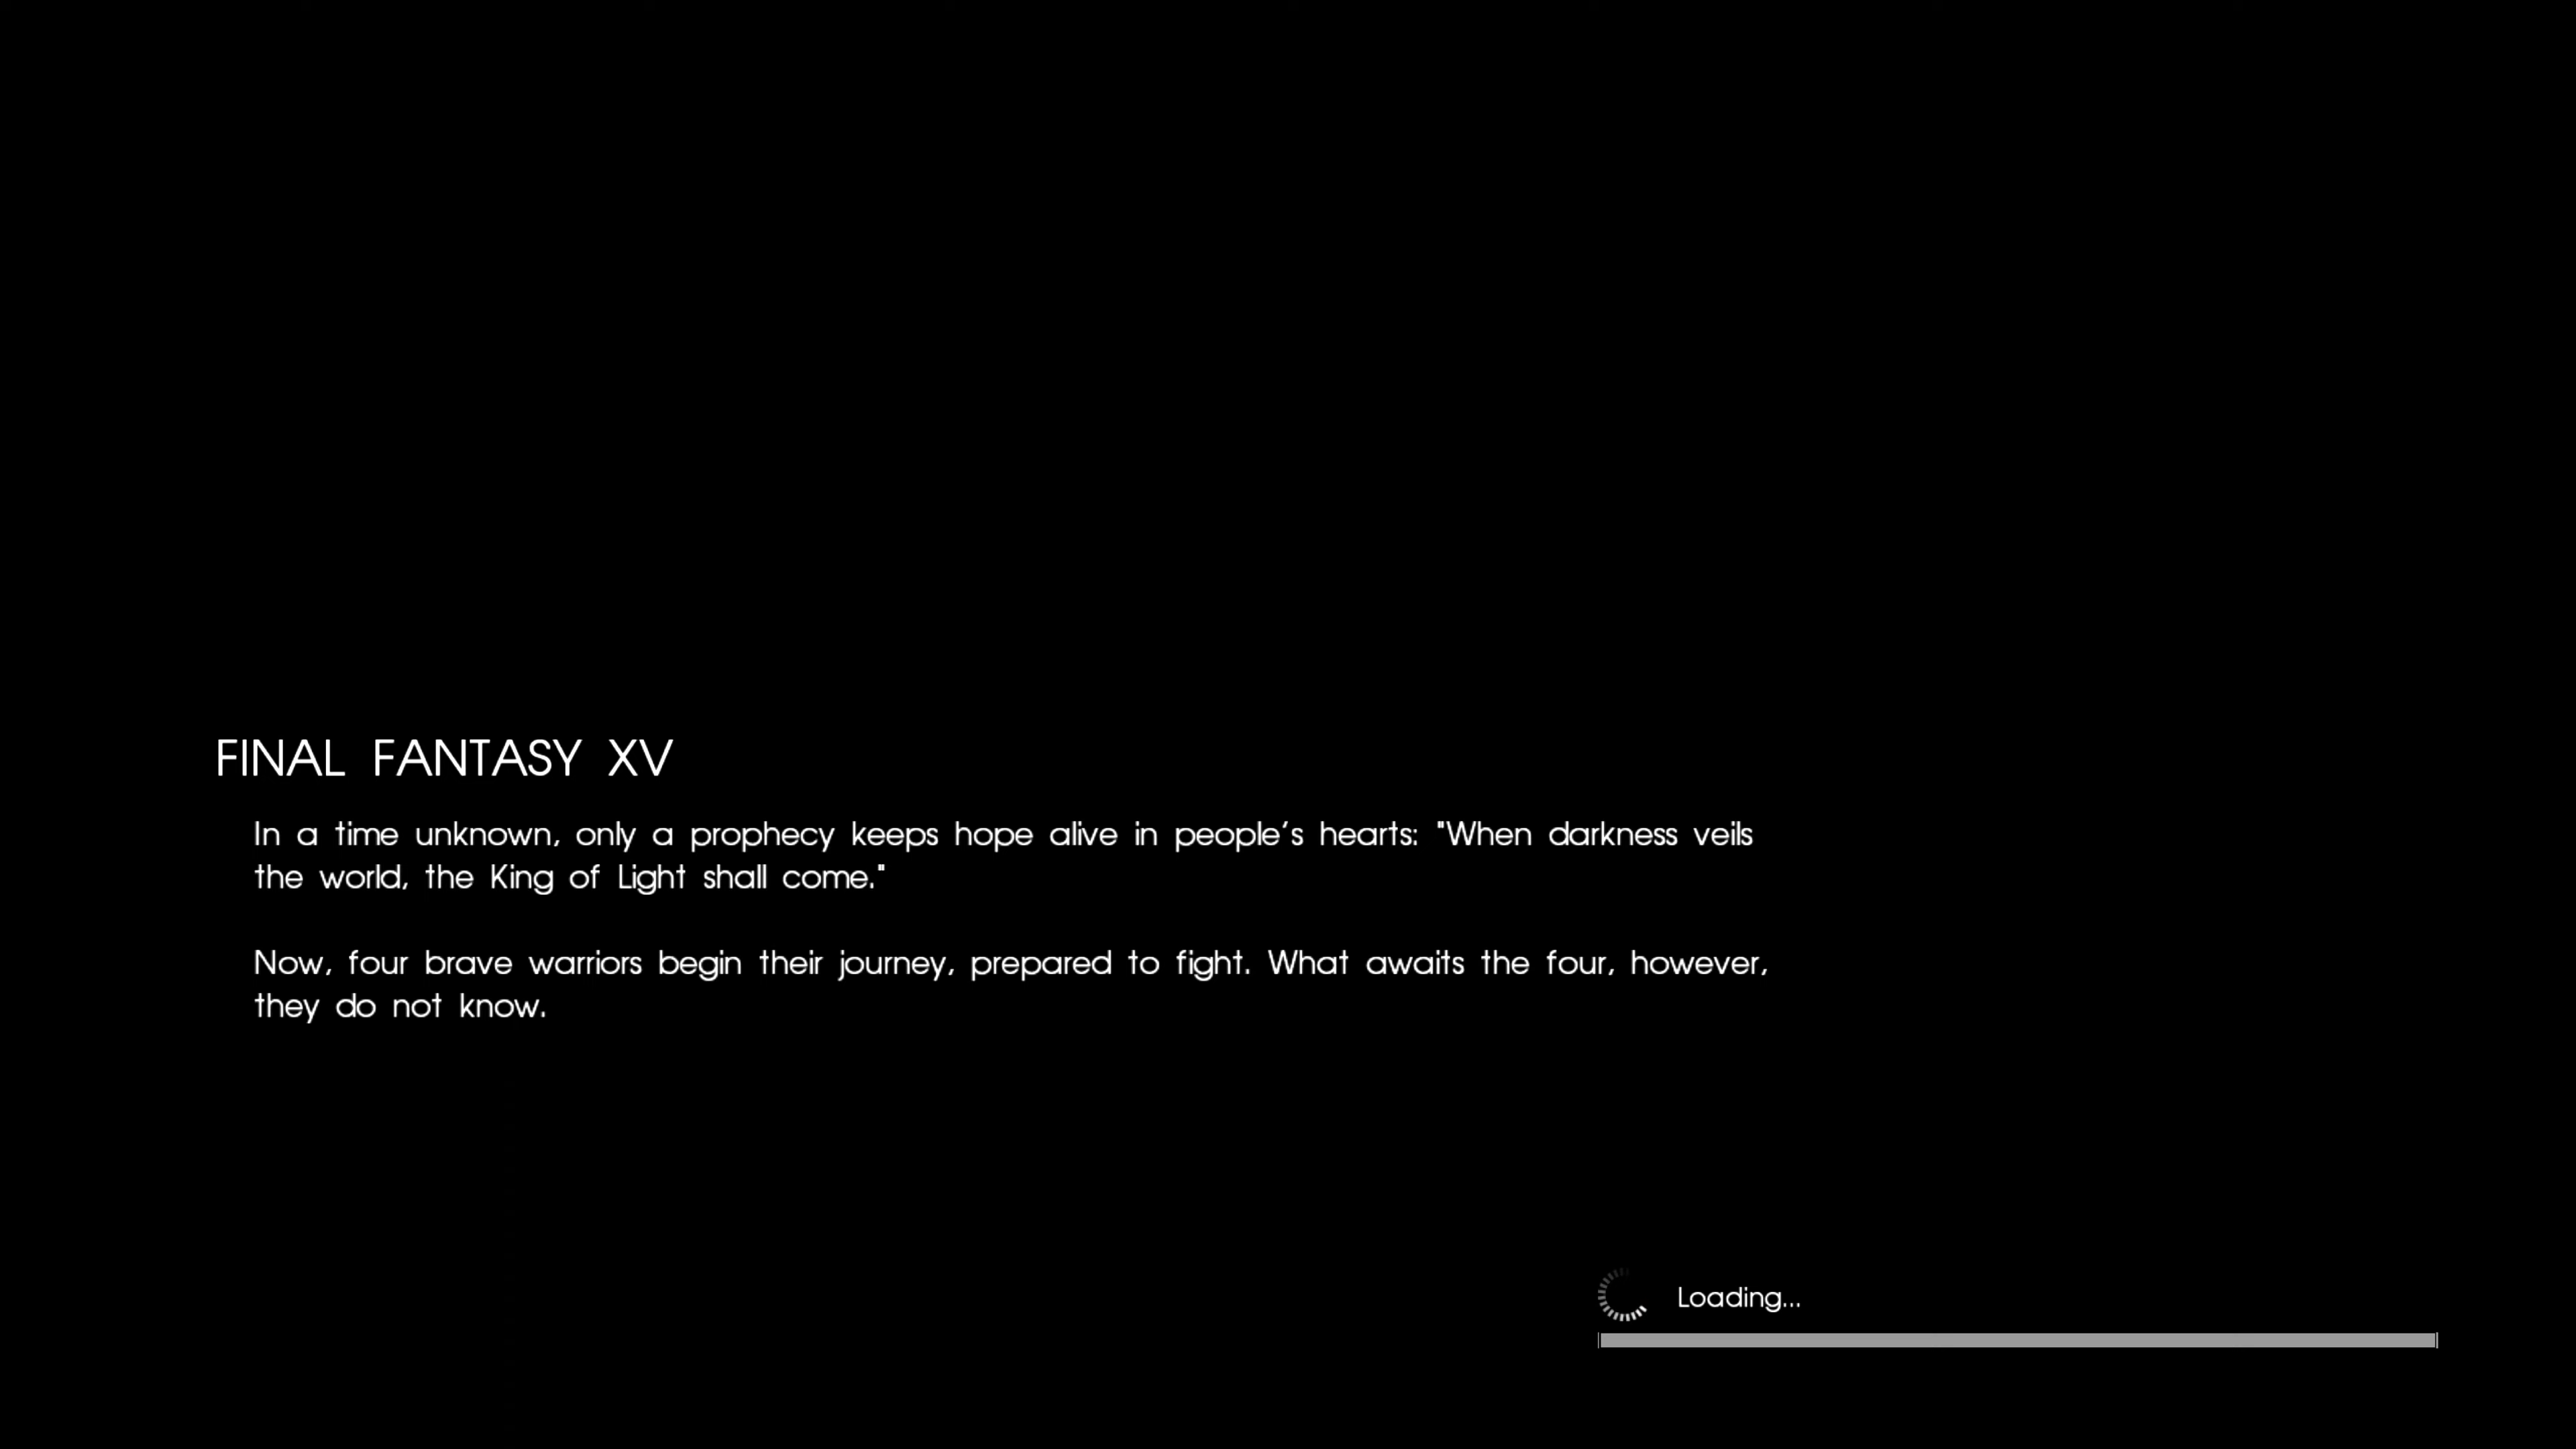 FINAL FANTASY XV
In a time unknown, only a prophecy keeps hope alive in people's hearts: "When darkness veils
the world, the King of Light shall come."
Now, four brave warriors begin their journey, prepared to fight. What awaits the four, however,
they do not know.
Loading...